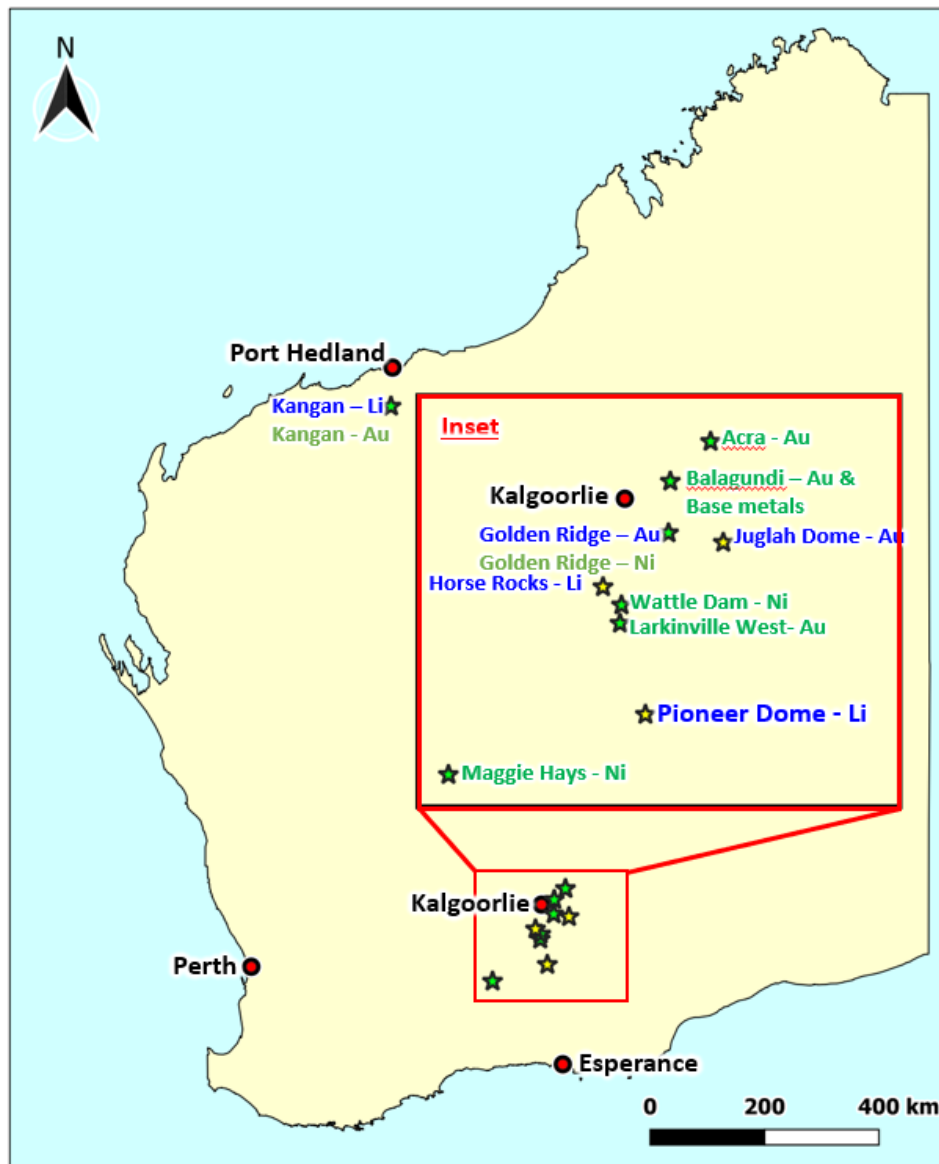 N
Port Hedland
Kangan – Li
Kangan - Au
Inset
Acra - Au
Kalgoorlie
Balagundi – Au &
Base metals
Golden Ridge – Au
Juglah Dome - Au
Golden Ridge – Ni
Horse Rocks - Li
Wattle Dam - Ni
Larkinville West- Au
Pioneer Dome - Li
Maggie Hays - Ni
Kalgoorlie
Perth
Esperance
0 200 400 km